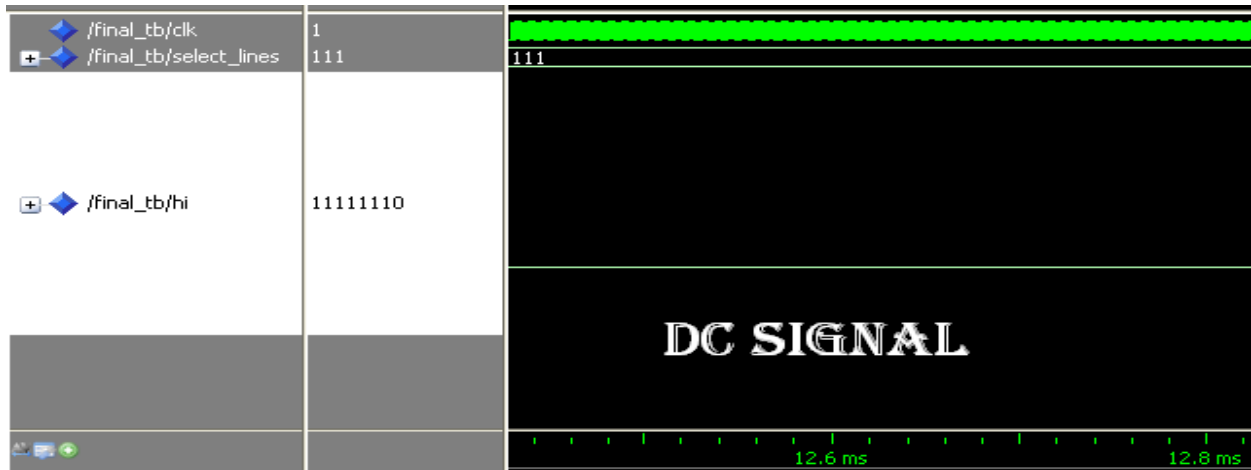 /final_tb/clk 1
/final_tb/select_lines 111 111
/final_tb/hi 11111110
DC SIGNAL
12.6 ms 12.8 ms